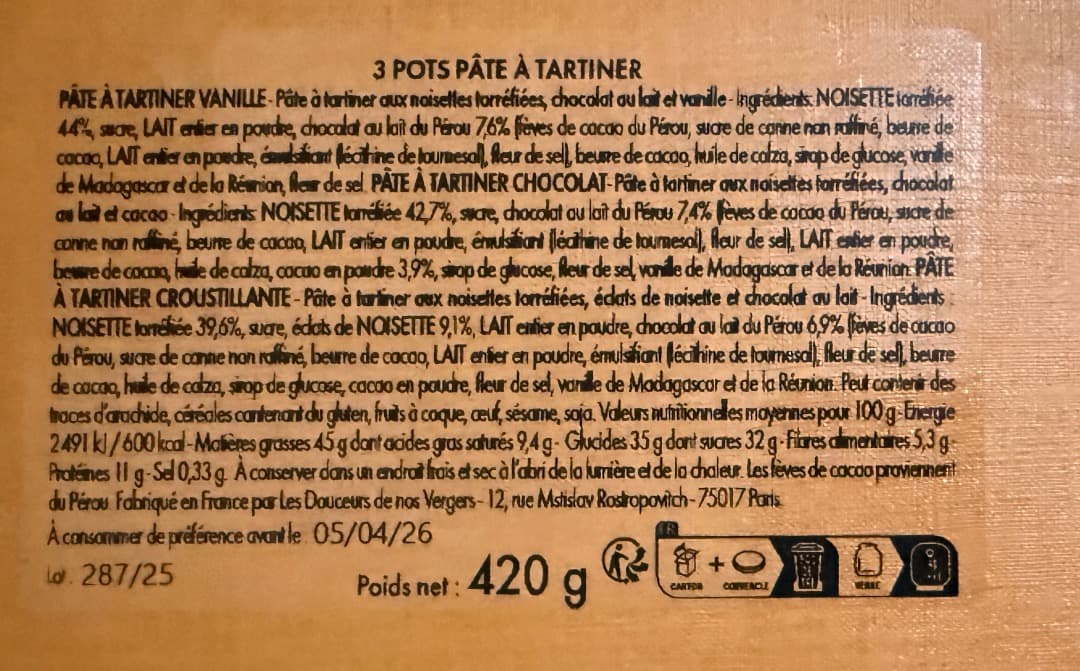 3 POTS PÂTE À TARTINER
PÂTE À TARTINER VANILLE - Pâte à tartiner aux noisettes torréfiées, chocolat au lait et vanille - Ingrédients: NOISETTE torréfiée
44%, sucre, LAIT entier en poudre, chocolat au lait du Pérou 7,6% (fèves de cacao du Pérou, sucre de canne non raffiné, beurre de
cacao, LAIT entier en poudre, émulsifiant (lécithine de tournesol), fleur de sel), beurre de cacao, huile de colza, sirop de glucose, vanille
de Madagascar et de la Réunion, fleur de sel. PÂTE À TARTINER CHOCOLAT - Pâte à tartiner aux noisettes torréfiées, chocolat
au lait et cacao - Ingrédients: NOISETTE torréfiée 42,7%, sucre, chocolat au lait du Pérou 7,4% (fèves de cacao du Pérou, sucre de
canne non raffiné, beurre de cacao, LAIT entier en poudre, émulsifiant (lécithine de tournesol), fleur de sel), LAIT entier en poudre,
beurre de cacao, huile de colza, cacao en poudre 3,9%, sirop de glucose, fleur de sel, vanille de Madagascar et de la Réunion. PÂTE
À TARTINER CROUSTILLANTE - Pâte à tartiner aux noisettes torréfiées, éclats de noisette et chocolat au lait - Ingrédients :
NOISETTE torréfiée 39,6%, sucre, éclats de NOISETTE 9,1%, LAIT entier en poudre, chocolat au lait du Pérou 6,9% (fèves de cacao
du Pérou, sucre de canne non raffiné, beurre de cacao, LAIT entier en poudre, émulsifiant (lécithine de tournesol), fleur de sel), beurre
de cacao, huile de colza, sirop de glucose, cacao en poudre, fleur de sel, vanille de Madagascar et de la Réunion. Peut contenir des
traces d'arachide, céréales contenant du gluten, fruits à coque, œuf, sésame, soja. Valeurs nutritionnelles moyennes pour 100 g - Energie
2491 kJ / 600 kcal - Matières grasses 45 g dont acides gras saturés 9,4 g - Glucides 35 g dont sucres 32 g - Fibres alimentaires 5,3 g -
Protéines 11 g - Sel 0,33 g. À conserver dans un endroit frais et sec à l'abri de la lumière et de la chaleur. Les fèves de cacao proviennent
du Pérou. Fabriqué en France par Les Douceurs de nos Vergers - 12, rue Mstislav Rostropovitch - 75017 Paris.
À consommer de préférence avant le 05/04/26
Lot. 287/25
Poids net : 420 g
FR
CARTON + COUVERCLE VERRE